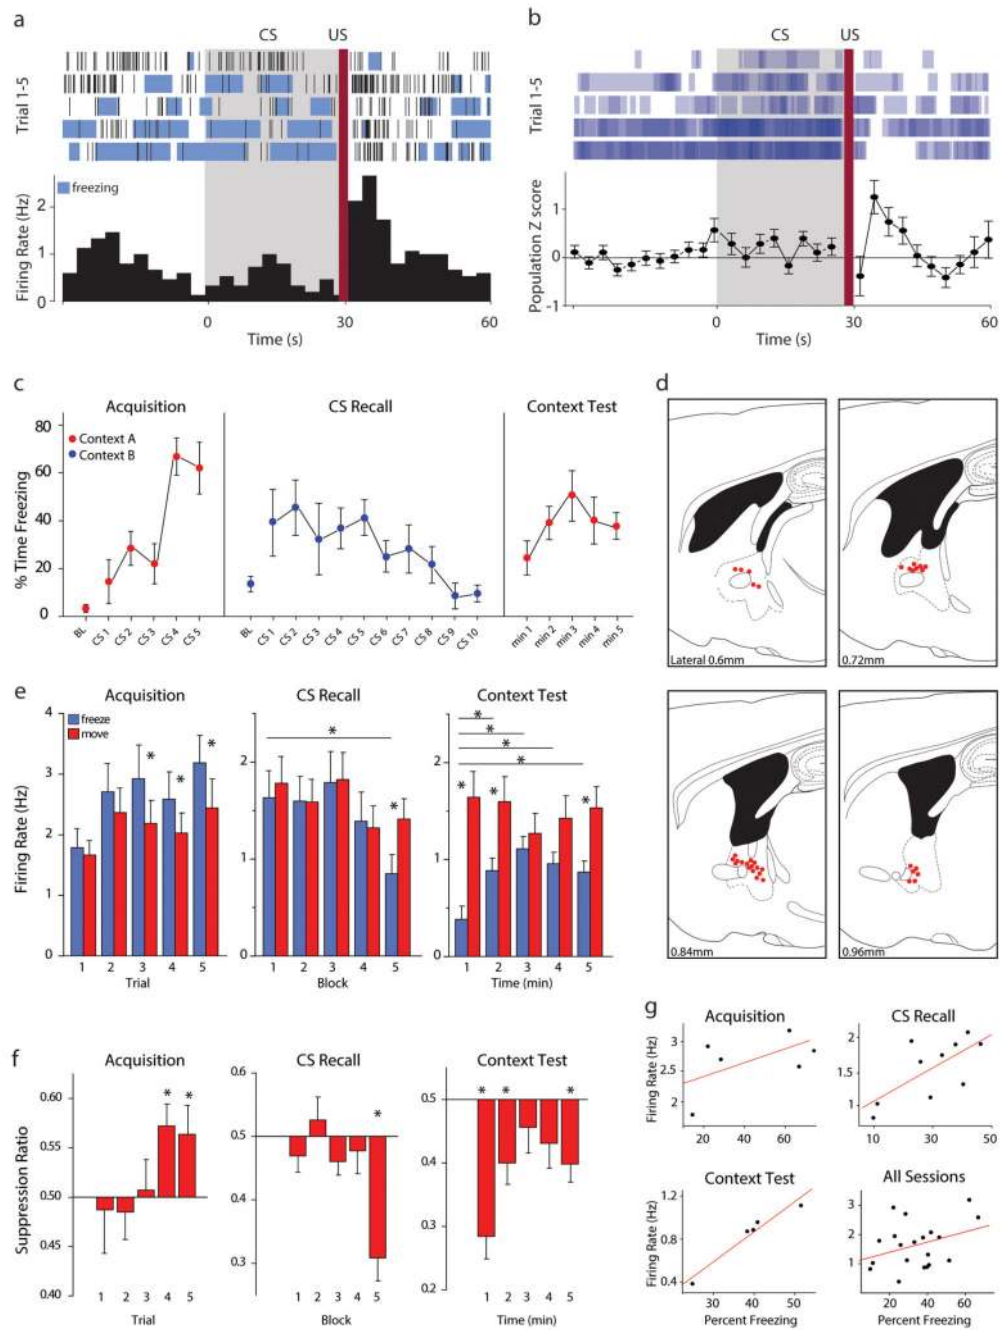 a
CS US
Trial 1-5
freezing
Firing Rate (Hz)
2
1
0
0 30 60
Time (s)
b
CS US
Trial 1-5
Population Z score
1
0
-1
0 30 60
Time (s)
c
Acquisition CS Recall Context Test
% Time Freezing
80
60
40
20
0
Context A
Context B
BL CS 1 CS 2 CS 3 CS 4 CS 5
BL CS 1 CS 2 CS 3 CS 4 CS 5 CS 6 CS 7 CS 8 CS 9 CS 10
min 1 min 2 min 3 min 4 min 5
d
Lateral 0.6mm
0.72mm
0.84mm
0.96mm
e
Acquisition CS Recall Context Test
Firing Rate (Hz)
freeze
move
4
3
2
1
0
* * *
1 2 3 4 5
Trial
2
1
0
* *
1 2 3 4 5
Block
2
1
0
*
*
*
*
* * *
1 2 3 4 5
Time (min)
f
Acquisition CS Recall Context Test
Suppression Ratio
0.60
0.55
0.50
0.45
0.40
* *
1 2 3 4 5
Trial
0.6
0.5
0.4
0.3
0.2
*
1 2 3 4 5
Block
0.5
0.4
0.3
0.2
* * *
1 2 3 4 5
Time (min)
g
Acquisition
Firing Rate (Hz)
3
2.5
2
20 40 60
CS Recall
2
1.5
1
10 30 50
Context Test
Firing Rate (Hz)
1.2
0.8
0.4
30 40 50
Percent Freezing
All Sessions
3
2
1
20 40 60
Percent Freezing